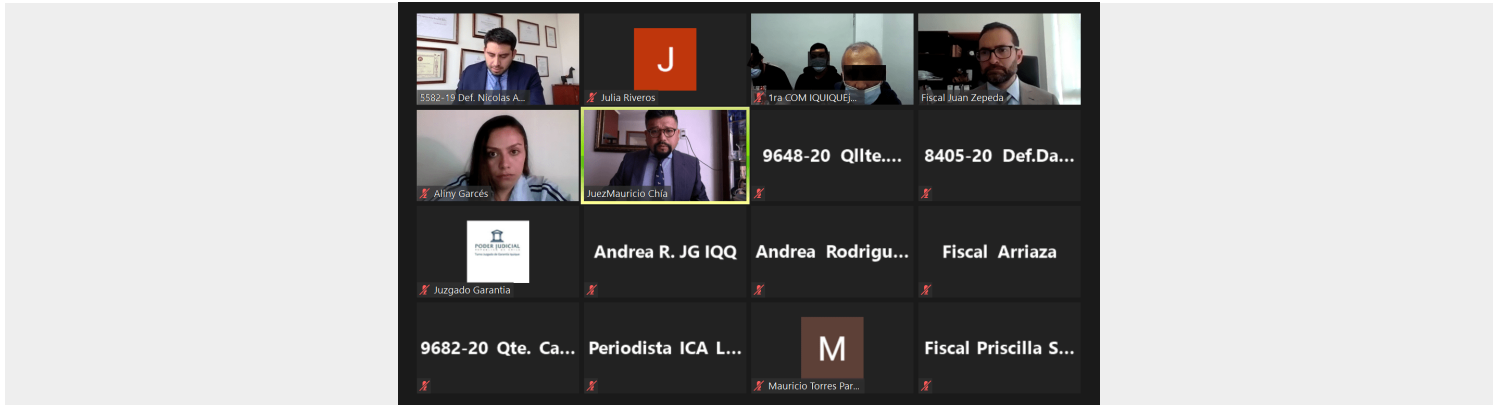 5582-19 Def. Nicolas A...
J
Julia Riveros
1ra COM IQUIQUEj...
Fiscal Juan Zepeda
Aliny Garcés
JuezMauricio Chía
9648-20 Qllte....
8405-20 Def.Da...
PODER JUDICIAL
Juzgado Garantía
Andrea R. JG IQQ
Andrea Rodrigu...
Fiscal Arriaza
9682-20 Qte. Ca...
Periodista ICA L...
M
Mauricio Torres Par...
Fiscal Priscilla S...